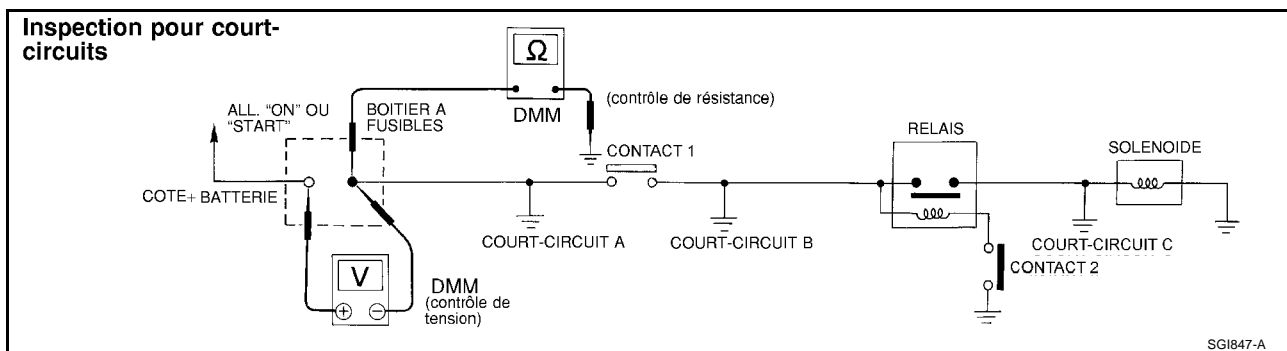 Inspection pour court-
circuits
Ω
DMM
(contrôle de résistance)
ALL. "ON" OU
"START"
BOITIER A
FUSIBLES
CONTACT 1
RELAIS
SOLENOIDE
COTE+ BATTERIE
COURT-CIRCUIT A
COURT-CIRCUIT B
COURT-CIRCUIT C
CONTACT 2
V
+ −
DMM
(contrôle de
tension)
SGI847-A